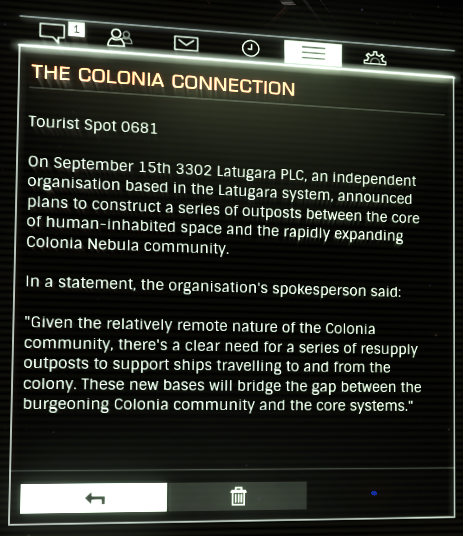 1
THE COLONIA CONNECTION
Tourist Spot 0681
On September 15th 3302 Latugara PLC, an independent
organisation based in the Latugara system, announced
plans to construct a series of outposts between the core
of human-inhabited space and the rapidly expanding
Colonia Nebula community.
In a statement, the organisation's spokesperson said:
"Given the relatively remote nature of the Colonia
community, there's a clear need for a series of resupply
outposts to support ships travelling to and from the
colony. These new bases will bridge the gap between the
burgeoning Colonia community and the core systems."